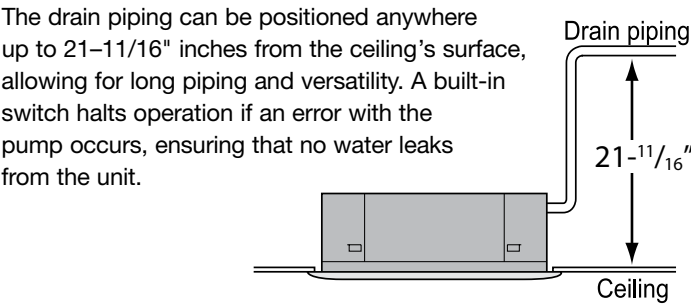 The drain piping can be positioned anywhere
up to 21–11/16" inches from the ceiling’s surface,
allowing for long piping and versatility. A built-in
switch halts operation if an error with the
pump occurs, ensuring that no water leaks
from the unit.
Drain piping
21-11/16"
Ceiling